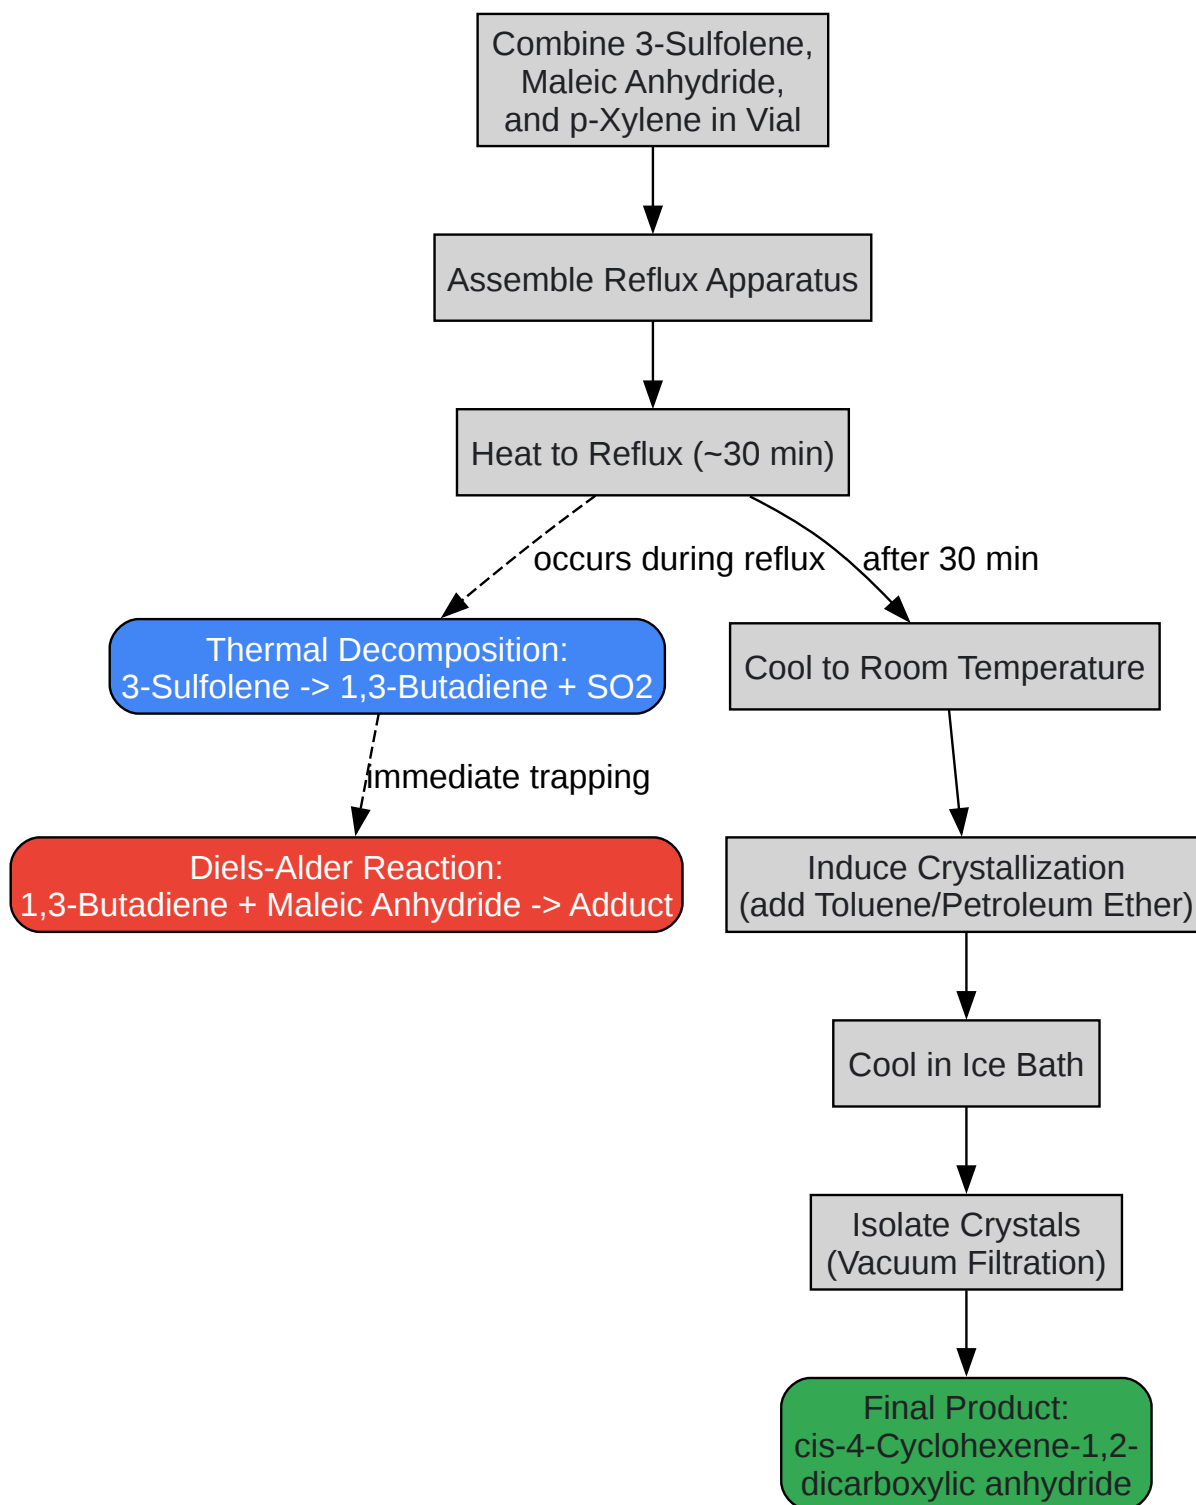 Combine 3-Sulfolene,
Maleic Anhydride,
and p-Xylene in Vial
Assemble Reflux Apparatus
Heat to Reflux (~30 min)
occurs during reflux
after 30 min
Thermal Decomposition:
3-Sulfolene -> 1,3-Butadiene + SO2
Cool to Room Temperature
immediate trapping
Diels-Alder Reaction:
1,3-Butadiene + Maleic Anhydride -> Adduct
Induce Crystallization
(add Toluene/Petroleum Ether)
Cool in Ice Bath
Isolate Crystals
(Vacuum Filtration)
Final Product:
cis-4-Cyclohexene-1,2-
dicarboxylic anhydride